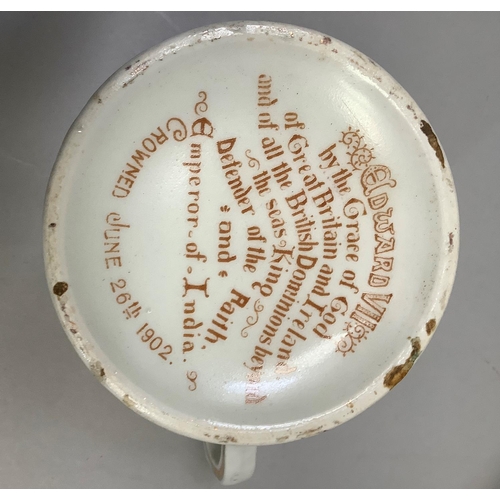 EDWARD VII
by the Grace of God
of Great Britain and Ireland
and of all the British Dominions beyond
the seas King
Defender of the Faith,
and
Emperor of India.
CROWNED JUNE 26th 1902.